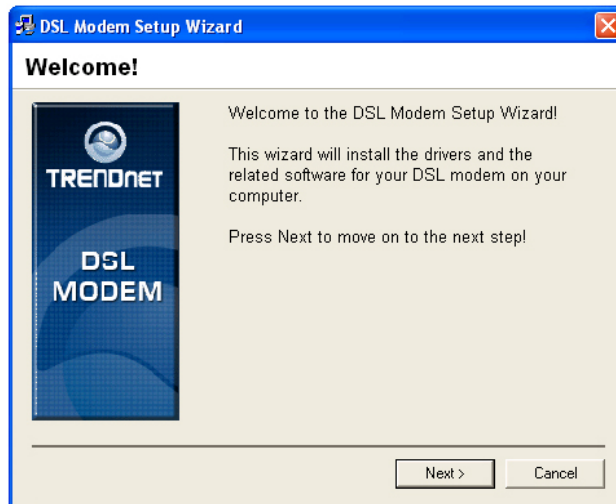 DSL Modem Setup Wizard
Welcome!
TRENDNET
DSL
MODEM
Welcome to the DSL Modem Setup Wizard!
This wizard will install the drivers and the
related software for your DSL modem on your
computer.
Press Next to move on to the next step!
Next >
Cancel